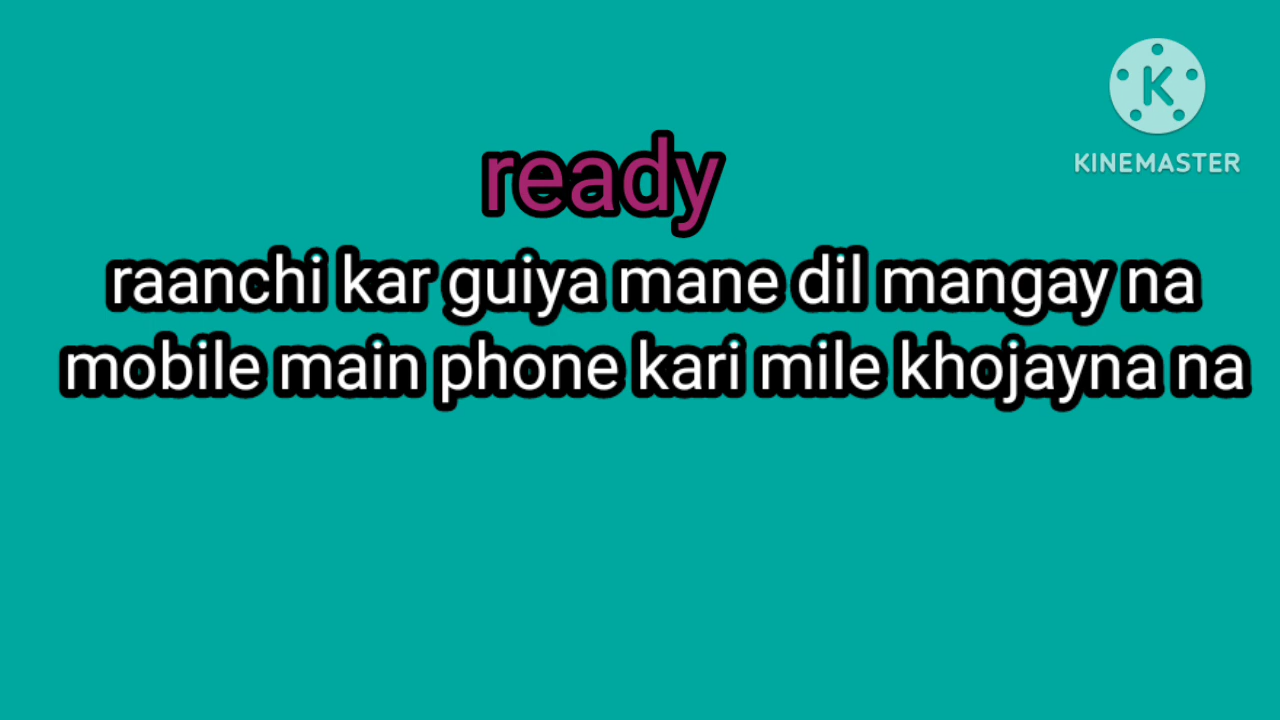 K
KINEMASTER
ready
raanchi kar guiya mane dil mangay na
mobile main phone kari mile khojayna na